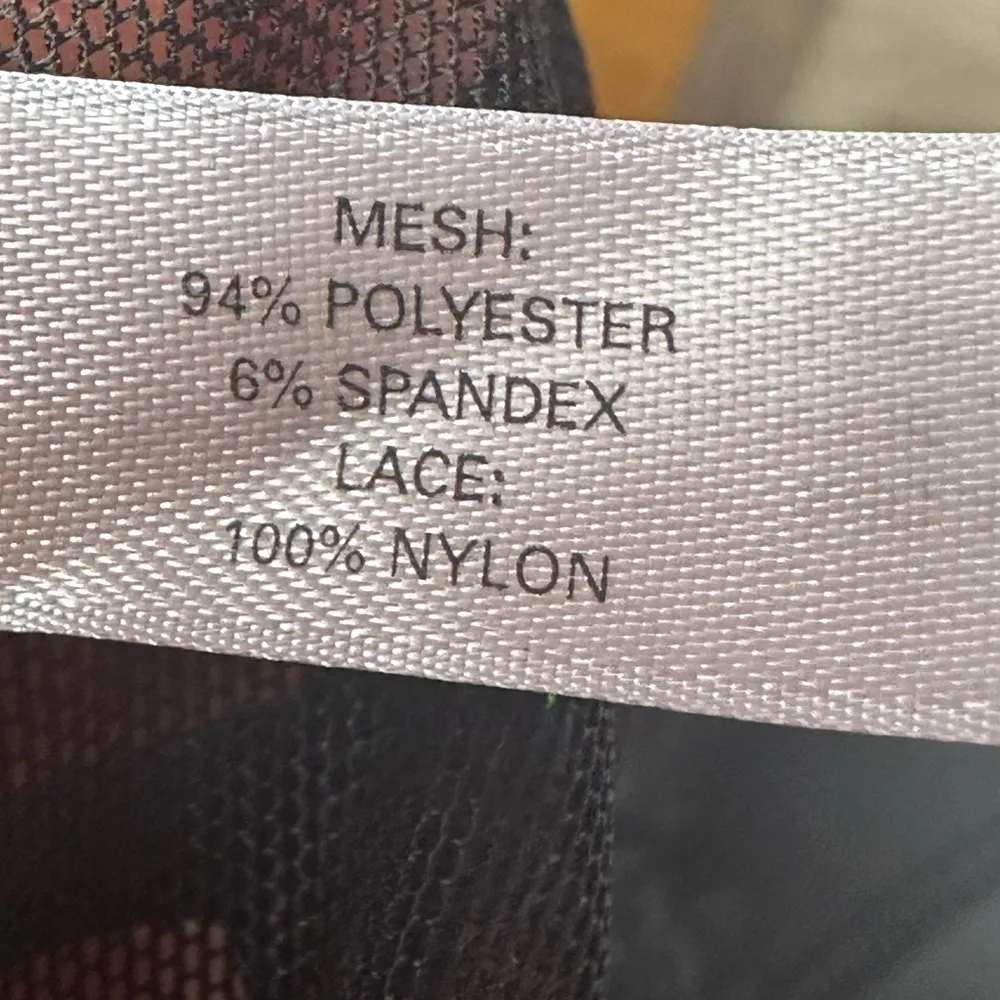 MESH:
94% POLYESTER
6% SPANDEX
LACE:
100% NYLON